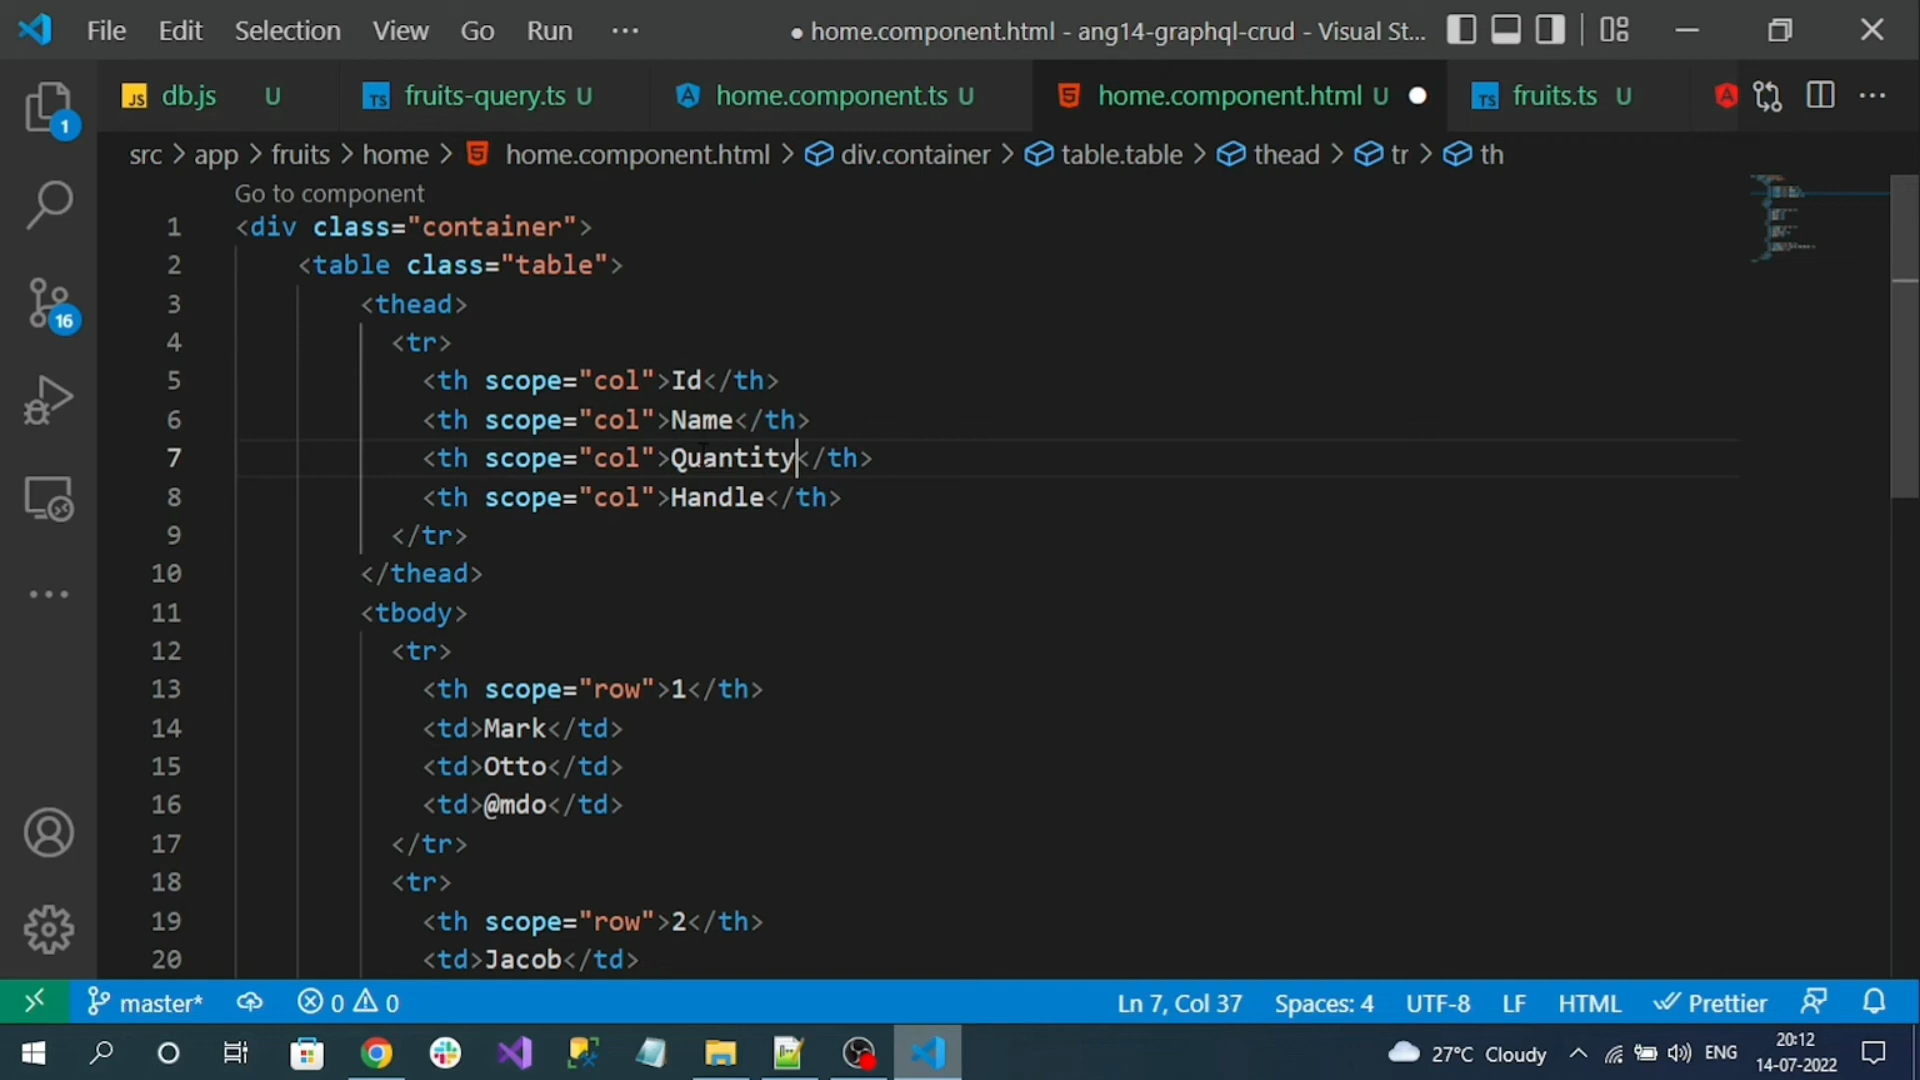 File Edit Selection View Go Run ··· ● home.component.html - ang14-graphql-crud - Visual St...
JS db.js U TS fruits-query.ts U home.component.ts U home.component.html U ● TS fruits.ts U ···
src > app > fruits > home > home.component.html > div.container > table.table > thead > tr > th
Go to component
1 <div class="container">
2 <table class="table">
3 <thead>
4 <tr>
5 <th scope="col">Id</th>
6 <th scope="col">Name</th>
7 <th scope="col">Quantity</th>
8 <th scope="col">Handle</th>
9 </tr>
10 </thead>
11 <tbody>
12 <tr>
13 <th scope="row">1</th>
14 <td>Mark</td>
15 <td>Otto</td>
16 <td>@mdo</td>
17 </tr>
18 <tr>
19 <th scope="row">2</th>
20 <td>Jacob</td>
1
16
master* 0 0 Ln 7, Col 37 Spaces: 4 UTF-8 LF HTML Prettier
27°C Cloudy ENG 20:12
14-07-2022